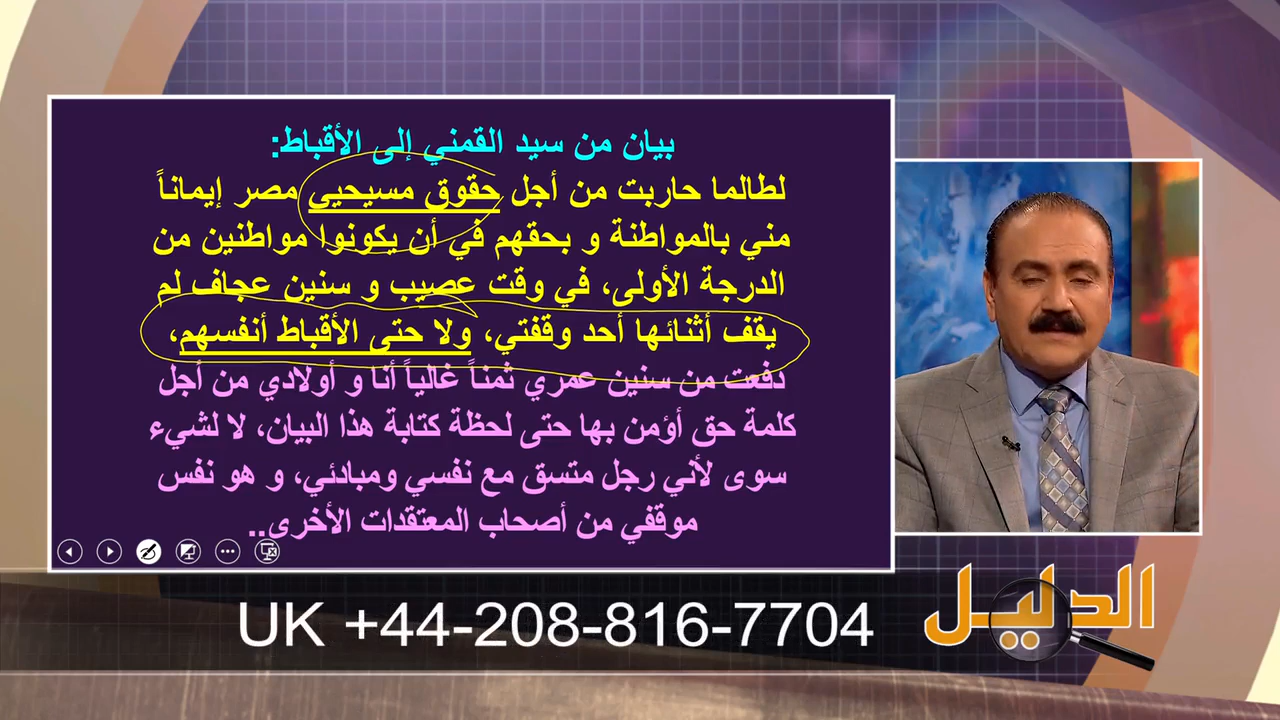 بيان من سيد القمني إلى الأقباط:
لطالما حاربت من أجل حقوق مسيحيي مصر إيماناً
مني بالمواطنة و بحقهم في أن يكونوا مواطنين من
الدرجة الأولى، في وقت عصيب و سنين عجاف لم
يقف أثنائها أحد وقفتي، ولا حتى الأقباط أنفسهم،
دفعت من سنين عمري ثمناً غالياً أنا و أولادي من أجل
كلمة حق أؤمن بها حتى لحظة كتابة هذا البيان، لا لشيء
سوى لأني رجل متسق مع نفسي ومبادئي، و هو نفس
موقفي من أصحاب المعتقدات الأخرى..
الدليل
UK +44-208-816-7704